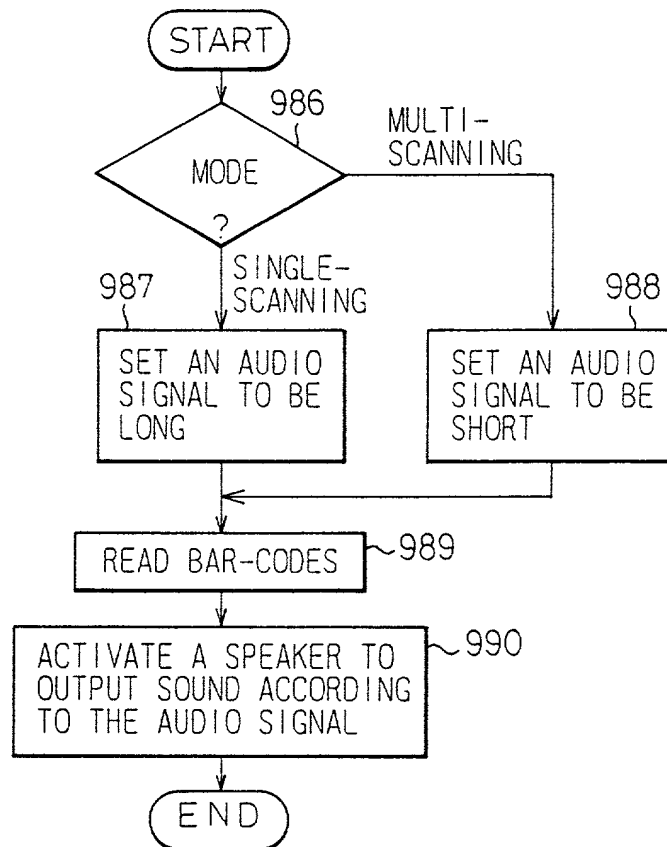 START
986
MODE
?
MULTI-
SCANNING
987
SINGLE-
SCANNING
988
SET AN AUDIO
SIGNAL TO BE
LONG
SET AN AUDIO
SIGNAL TO BE
SHORT
READ BAR-CODES
989
ACTIVATE A SPEAKER TO
OUTPUT SOUND ACCORDING
TO THE AUDIO SIGNAL
990
END